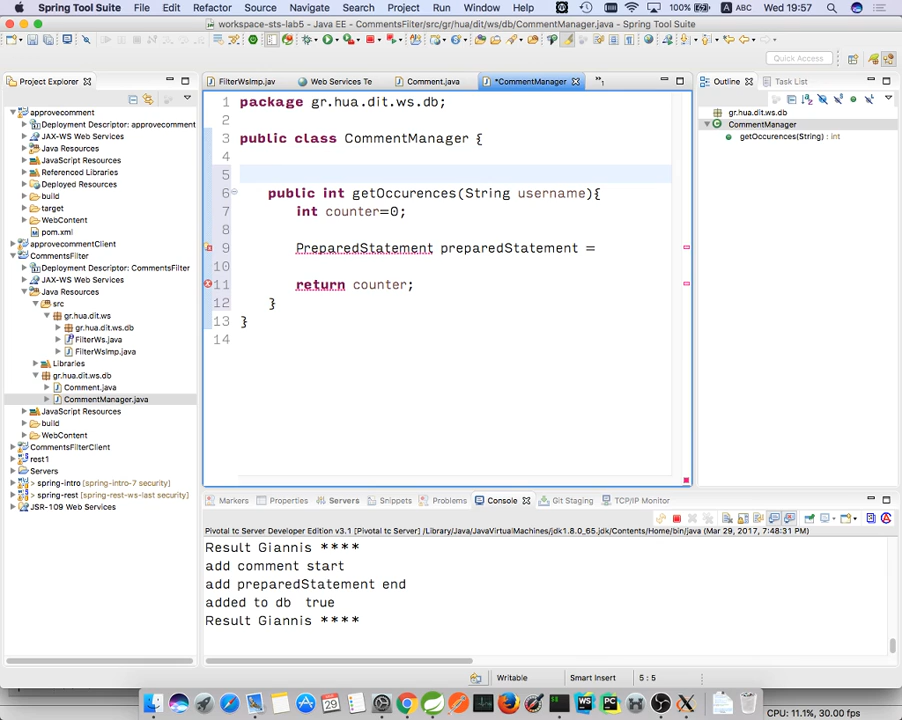 Spring Tool Suite File Edit Refactor Source Navigate Search Project Run Window Help 100% ABC Wed 19:57
workspace-sts-lab5 - Java EE - CommentsFilter/src/gr/hua/dit/ws/db/CommentManager.java - Spring Tool Suite
Quick Access
Project Explorer
approvecomment
Deployment Descriptor: approvecomment
JAX-WS Web Services
Java Resources
JavaScript Resources
Referenced Libraries
Deployed Resources
build
target
WebContent
pom.xml
approvecommentClient
CommentsFilter
Deployment Descriptor: CommentsFilter
JAX-WS Web Services
Java Resources
src
gr.hua.dit.ws
gr.hua.dit.ws.db
FilterWs.java
FilterWsImp.java
Libraries
gr.hua.dit.ws.db
Comment.java
CommentManager.java
JavaScript Resources
build
WebContent
CommentsFilterClient
rest1
Servers
> spring-intro [spring-intro-7 security]
> spring-rest [spring-rest-ws-last security]
JSR-109 Web Services
FilterWsImp.java Web Services Te Comment.java *CommentManager »1
1 package gr.hua.dit.ws.db;
2
3 public class CommentManager {
4
5
6 public int getOccurences(String username){
7 int counter=0;
8
9 PreparedStatement preparedStatement =
10
11 return counter;
12 }
13 }
14
Outline Task List
gr.hua.dit.ws.db
CommentManager
getOccurences(String) : int
Markers Properties Servers Snippets Problems Console Git Staging TCP/IP Monitor
Pivotal tc Server Developer Edition v3.1 [Pivotal tc Server] /Library/Java/JavaVirtualMachines/jdk1.8.0_65.jdk/Contents/Home/bin/java (Mar 29, 2017, 7:48:31 PM)
Result Giannis ****
add comment start
add preparedStatement end
added to db true
Result Giannis ****
Writable Smart Insert 5 : 5
CPU: 11.1%, 30.00 fps